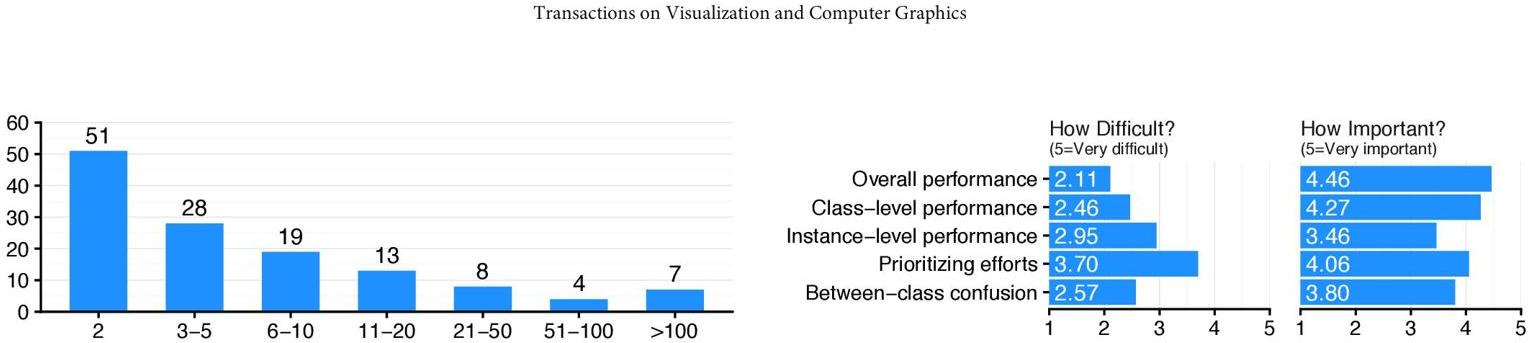 Transactions on Visualization and Computer Graphics
60
50
40
30
20
10
0
51
28
19
13
8
4
7
2 3–5 6–10 11–20 21–50 51–100 >100
How Difficult? How Important?
(5=Very difficult) (5=Very important)
Overall performance 2.11 4.46
Class–level performance 2.46 4.27
Instance–level performance 2.95 3.46
Prioritizing efforts 3.70 4.06
Between–class confusion 2.57 3.80
1 2 3 4 5 1 2 3 4 5